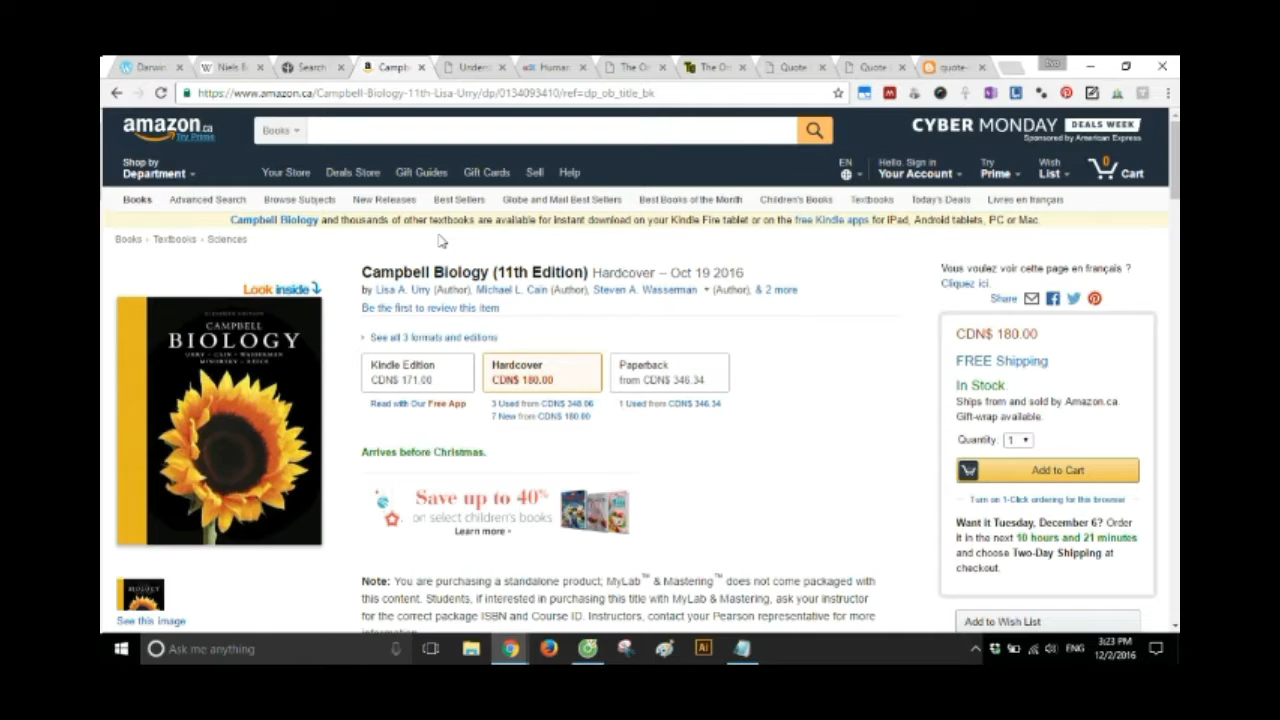 Darwin
Niels B
Search
Campb
Unders
Human
The O
The O
Quote
Quote
quote-
https://www.amazon.ca/Campbell-Biology-11th-Lisa-Urry/dp/0134093410/ref=dp_ob_title_bk
amazon.ca
Try Prime
Books
CYBER MONDAY DEALS WEEK
Sponsored by American Express
Shop by
Department
Your Store Deals Store Gift Guides Gift Cards Sell Help
EN
Hello. Sign in
Your Account
Try
Prime
Wish
List
0
Cart
Books Advanced Search Browse Subjects New Releases Best Sellers Globe and Mail Best Sellers Best Books of the Month Children's Books Textbooks Today's Deals Livres en français
Campbell Biology and thousands of other textbooks are available for instant download on your Kindle Fire tablet or on the free Kindle apps for iPad, Android tablets, PC or Mac.
Books › Textbooks › Sciences
Look inside
CAMPBELL
BIOLOGY
URRY · CAIN · WASSERMAN
MINORSKY · REECE
See this image
Campbell Biology (11th Edition) Hardcover – Oct 19 2016
by Lisa A. Urry (Author), Michael L. Cain (Author), Steven A. Wasserman (Author), & 2 more
Be the first to review this item
See all 3 formats and editions
Kindle Edition
CDN$ 171.00
Hardcover
CDN$ 180.00
Paperback
from CDN$ 346.34
Read with Our Free App
3 Used from CDN$ 348.06
7 New from CDN$ 180.00
1 Used from CDN$ 346.34
Arrives before Christmas.
Save up to 40%
on select children's books
Learn more ›
Note: You are purchasing a standalone product; MyLab™ & Mastering™ does not come packaged with
this content. Students, if interested in purchasing this title with MyLab & Mastering, ask your instructor
for the correct package ISBN and Course ID. Instructors, contact your Pearson representative for more
information.
Vous voulez voir cette page en français ?
Cliquez ici.
Share
CDN$ 180.00
FREE Shipping
In Stock.
Ships from and sold by Amazon.ca.
Gift-wrap available.
Quantity: 1
Add to Cart
Turn on 1-Click ordering for this browser
Want it Tuesday, December 6? Order
it in the next 10 hours and 21 minutes
and choose Two-Day Shipping at
checkout.
Add to Wish List
Ask me anything
Ai
ENG
3:23 PM
12/2/2016